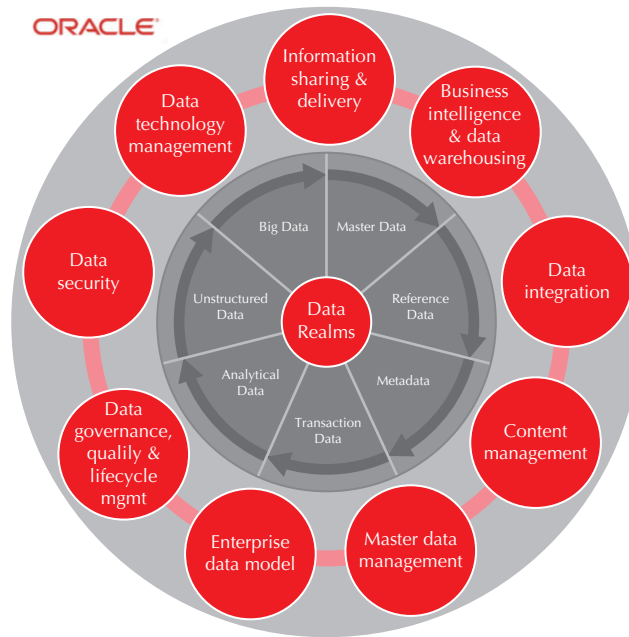 ORACLE®
Information
sharing &
delivery
Business
intelligence
& data
warehousing
Data
integration
Content
management
Master data
management
Enterprise
data model
Data
governance,
qualily &
lifecycle
mgmt
Data
security
Data
technology
management
Big Data
Master Data
Reference
Data
Metadata
Transaction
Data
Analytical
Data
Unstructured
Data
Data
Realms